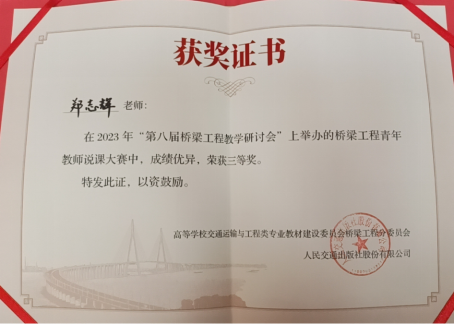 获奖证书
郑志辉 老师：
在 2023 年“第八届桥梁工程教学研讨会”上举办的桥梁工程青年
教师说课大赛中，成绩优异，荣获三等奖。
特发此证，以资鼓励。
高等学校交通运输与工程类专业教材建设委员会桥梁工程分委员会
人民交通出版社股份有限公司